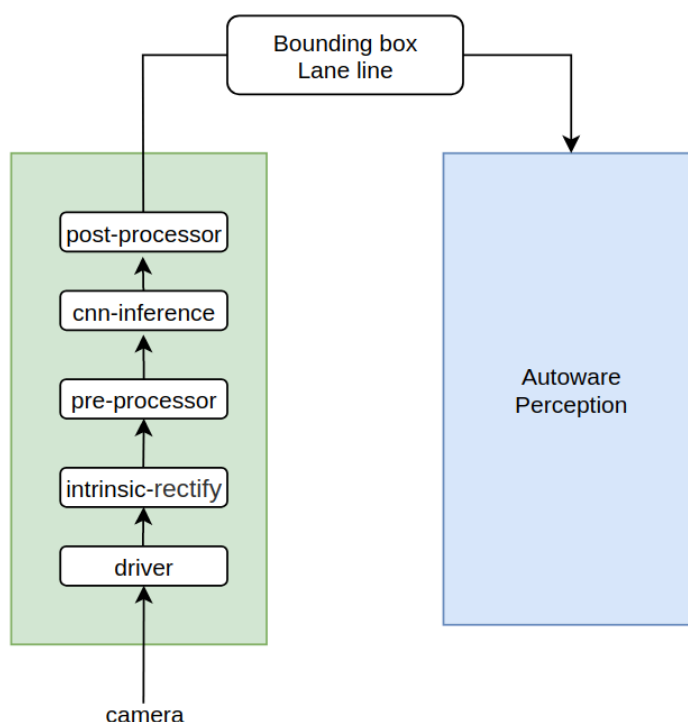 Bounding box
Lane line
post-processor
cnn-inference
pre-processor
intrinsic-rectify
driver
camera
Autoware
Perception